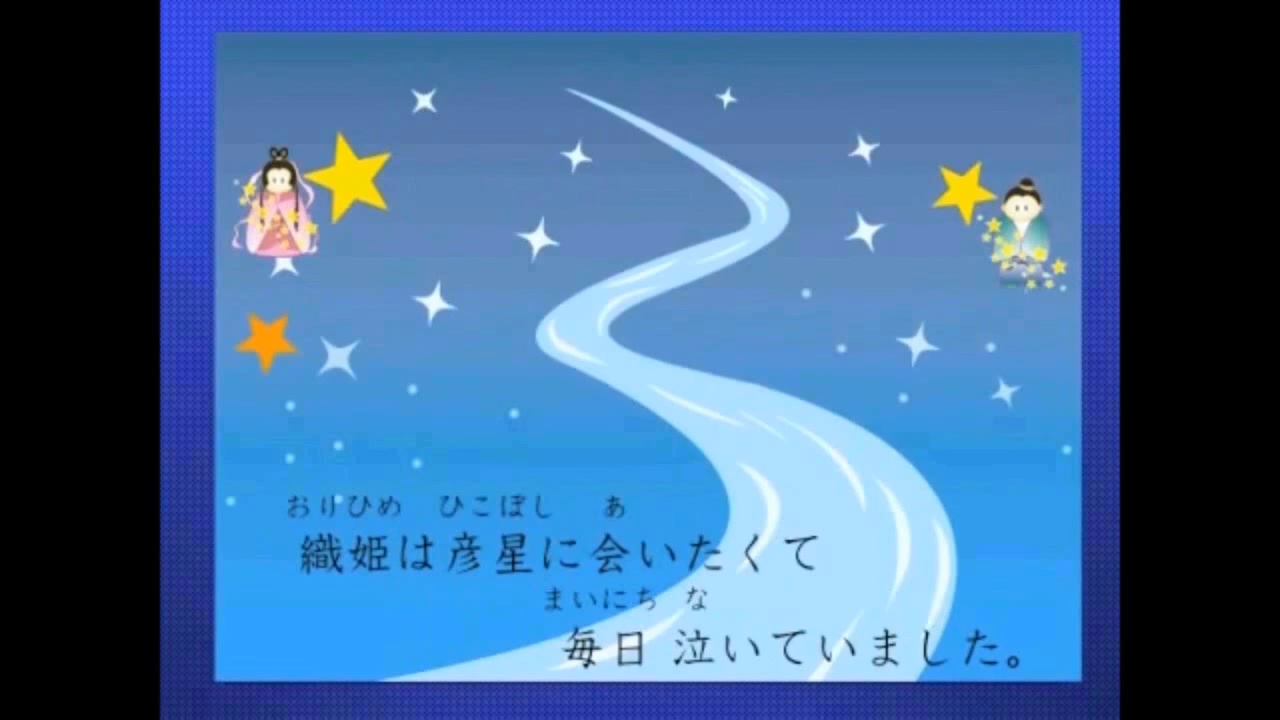 おりひめ ひこぼし あ
織姫は彦星に会いたくて
まいにち な
毎日 泣いていました。